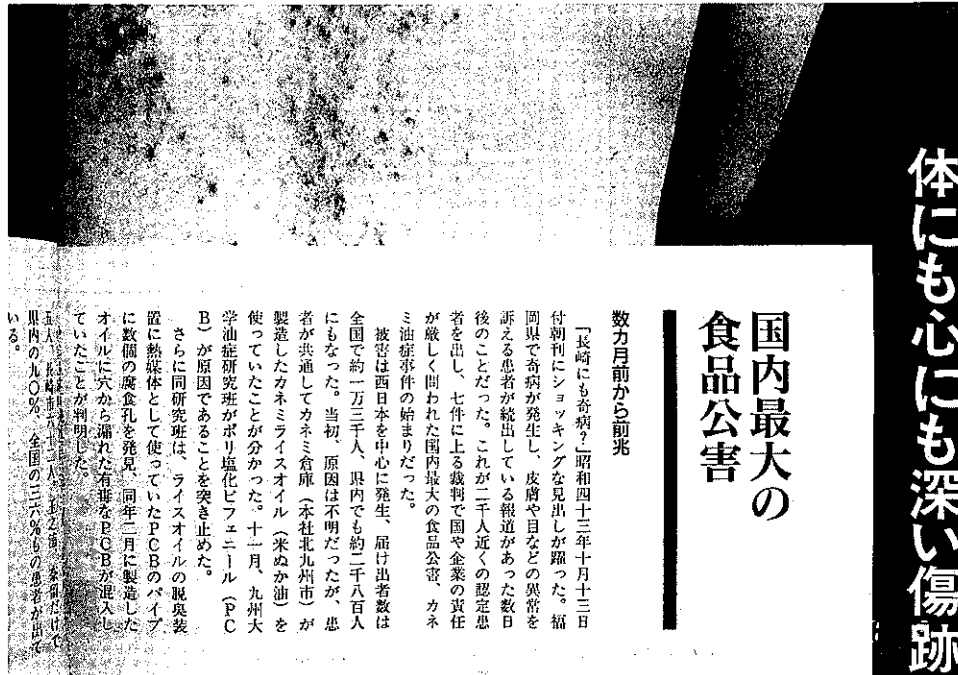 体にも心にも深い傷跡
国内最大の
食品公害
数カ月前から前兆
「長崎にも奇病?」昭和四十三年十月十三日
付朝刊にショッキングな見出しが躍った。福
岡県で奇病が発生し、皮膚や目などの異常を
訴える患者が続出している報道があった数日
後のことだった。これが二千人近くの認定患
者を出し、七件に上る裁判で国や企業の責任
が厳しく問われた国内最大の食品公害、カネ
ミ油症事件の始まりだった。
被害は西日本を中心に発生、届け出者数は
全国で約一万三千人、県内でも約二千八百人
にもなった。当初、原因は不明だったが、患
者が共通してカネミ倉庫(本社北九州市)が
製造したカネミライスオイル(米ぬか油)を
使っていたことが分かった。十一月、九州大
学油症研究班がポリ塩化ビフェニール(PC
B)が原因であることを突き止めた。
さらに同研究班は、ライスオイルの脱臭装
置に熱媒体として使っていたPCBのパイプ
に数個の腐食孔を発見、同年二月に製造した
オイルに穴から漏れた有毒なPCBが混入し
ていたことが判明した。
県内の九〇%、全国の二六%もの患者が出て
いる。